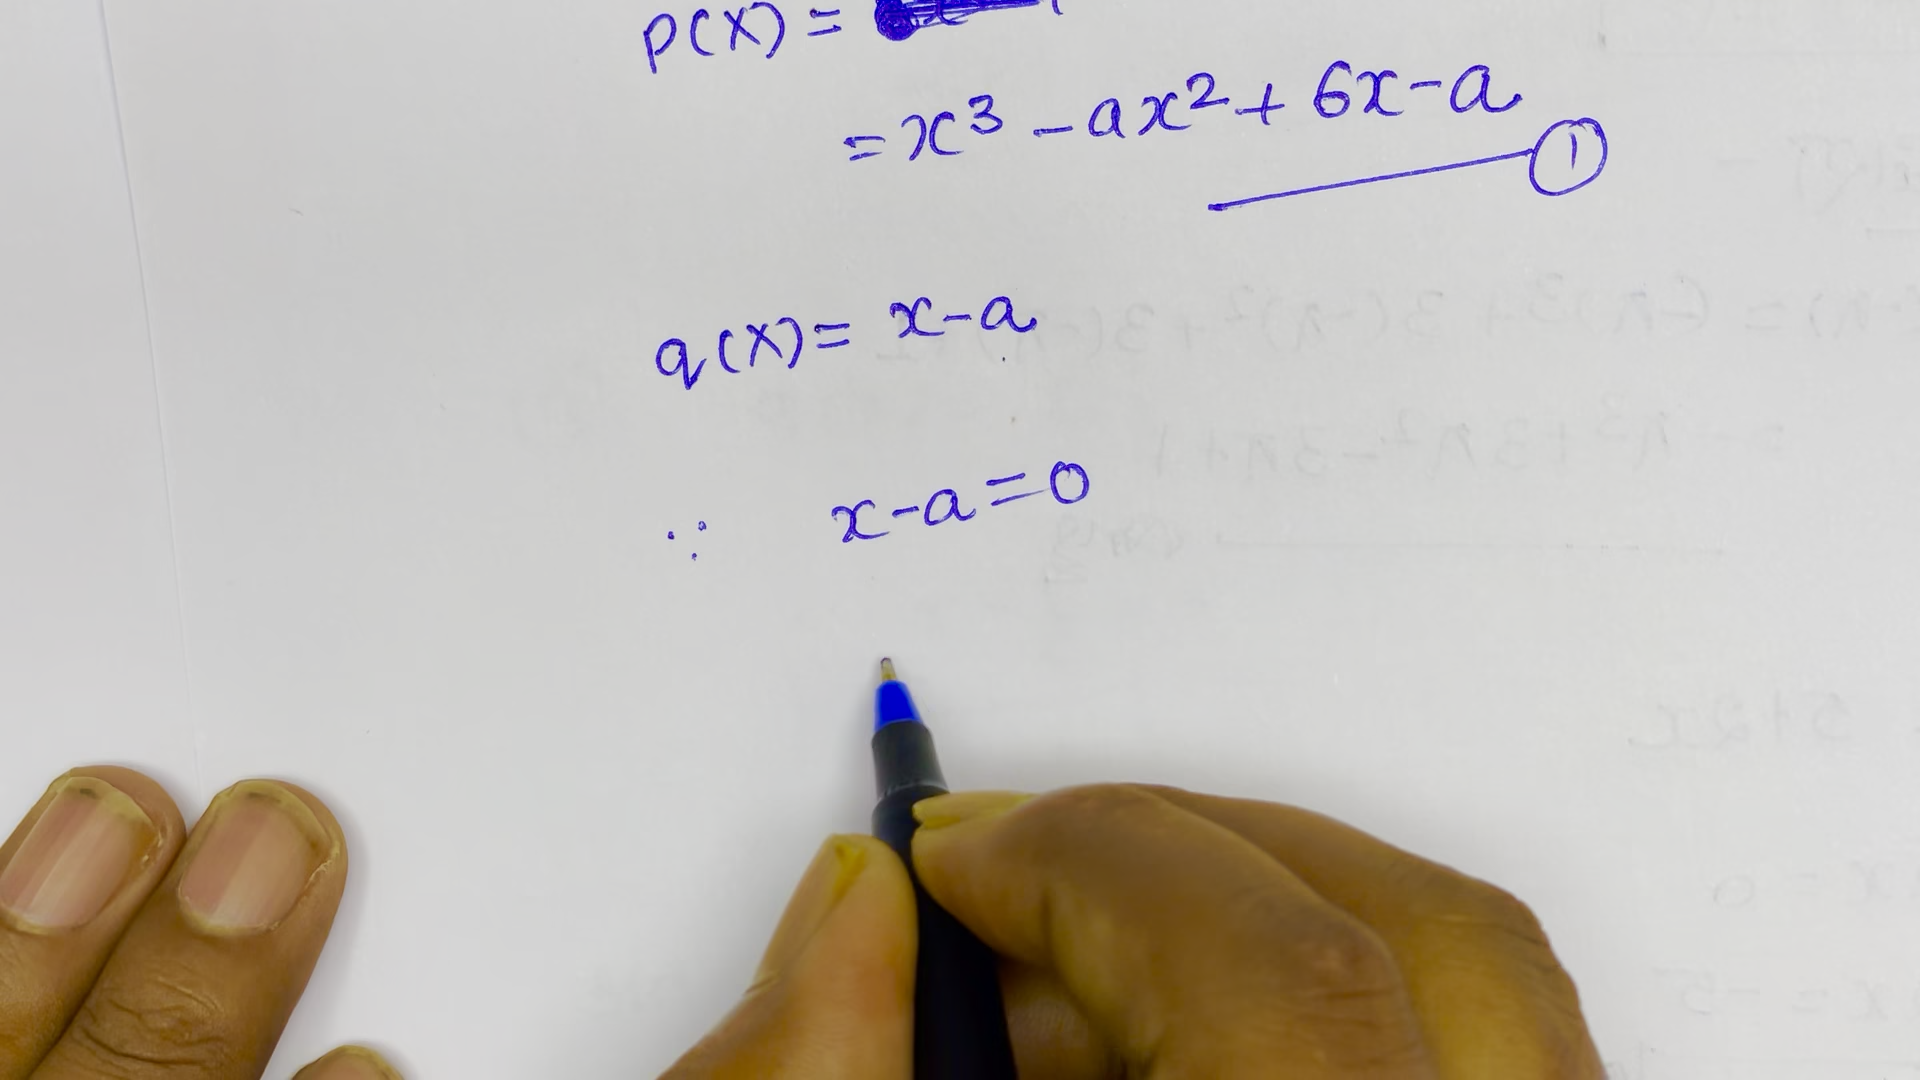 p(x) =
= x³ - ax² + 6x - a
①
q(x) = x - a
∵ x - a = 0